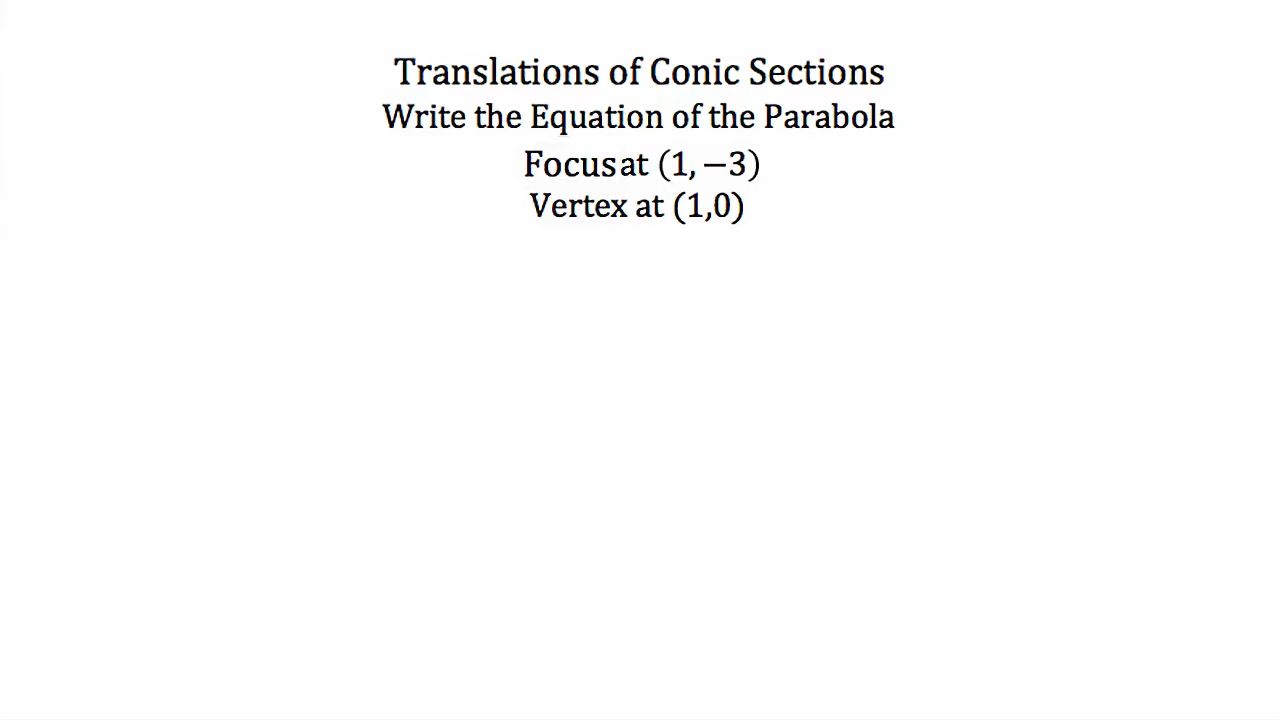 Translations of Conic Sections
Write the Equation of the Parabola
Focus at (1, −3)
Vertex at (1,0)